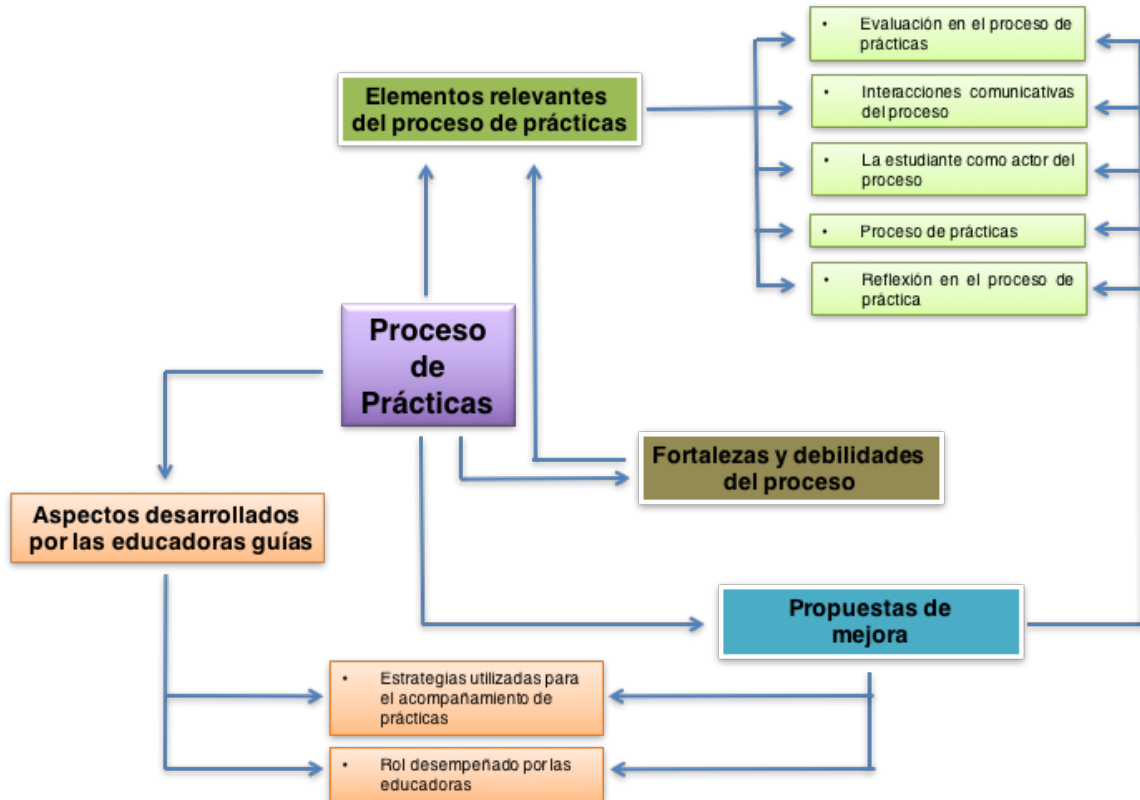 • Evaluación en el proceso de
prácticas
• Interacciones comunicativas
del proceso
• La estudiante como actor del
proceso
• Proceso de prácticas
• Reflexión en el proceso de
práctica
Elementos relevantes
del proceso de prácticas
Proceso
de
Prácticas
Fortalezas y debilidades
del proceso
Aspectos desarrollados
por las educadoras guías
Propuestas de
mejora
• Estrategias utilizadas para
el acompañamiento de
prácticas
• Rol desempeñado por las
educadoras